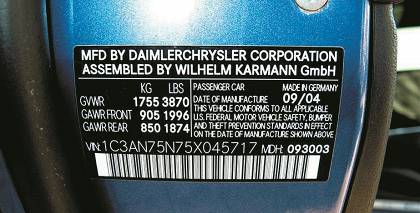 MFD BY DAIMLERCHRYSLER CORPORATION
ASSEMBLED BY WILHELM KARMANN GmbH
KG LBS
GVWR 1755 3870
GAWR FRONT 905 1996
GAWR REAR 850 1874
PASSENGER CAR MADE IN GERMANY
DATE OF MANUFACTURE 09/04
THIS VEHICLE CONFORMS TO ALL APPLICABLE
U.S. FEDERAL MOTOR VEHICLE SAFETY, BUMPER
AND THEFT PREVENTION STANDARDS IN EFFECT
ON THE DATE OF MANUFACTURE SHOWN ABOVE
VIN: 1C3AN75N75X045717 MDH: 093003